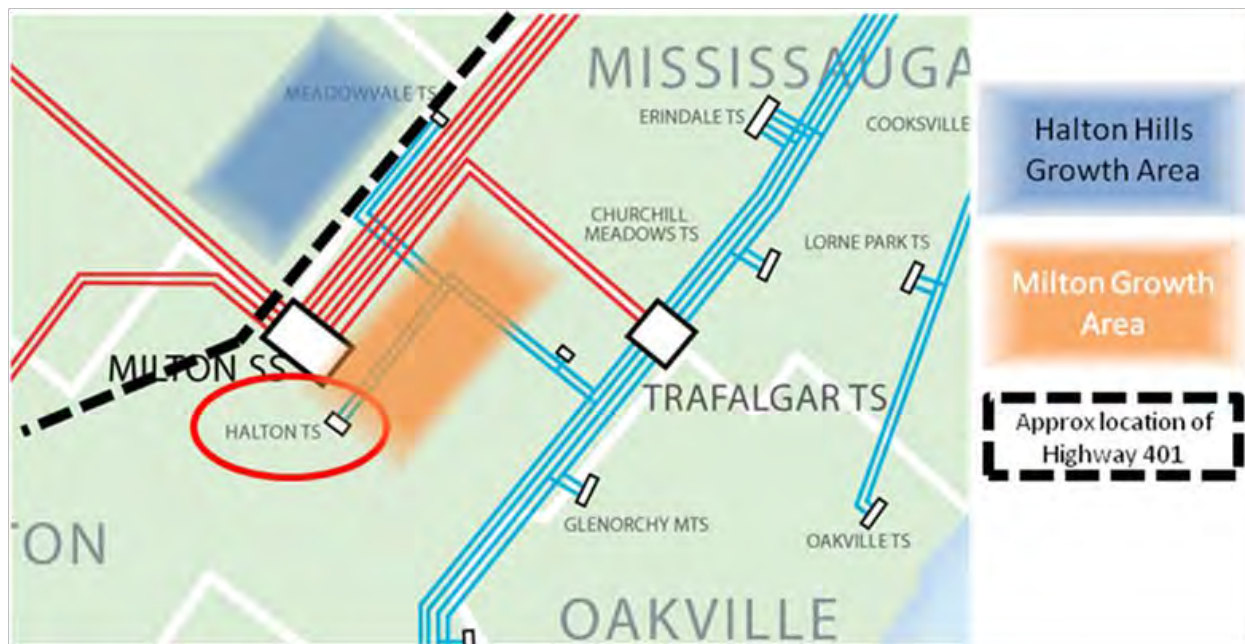 MISSISSAUGA
MEADOWVALE TS
ERINDALE TS
COOKSVILLE
CHURCHILL
MEADOWS TS
LORNE PARK TS
MILTON SS
TRAFALGAR TS
HALTON TS
GLENORCHY MTS
OAKVILLE TS
TON
OAKVILLE
Halton Hills
Growth Area
Milton Growth
Area
Approx location of
Highway 401